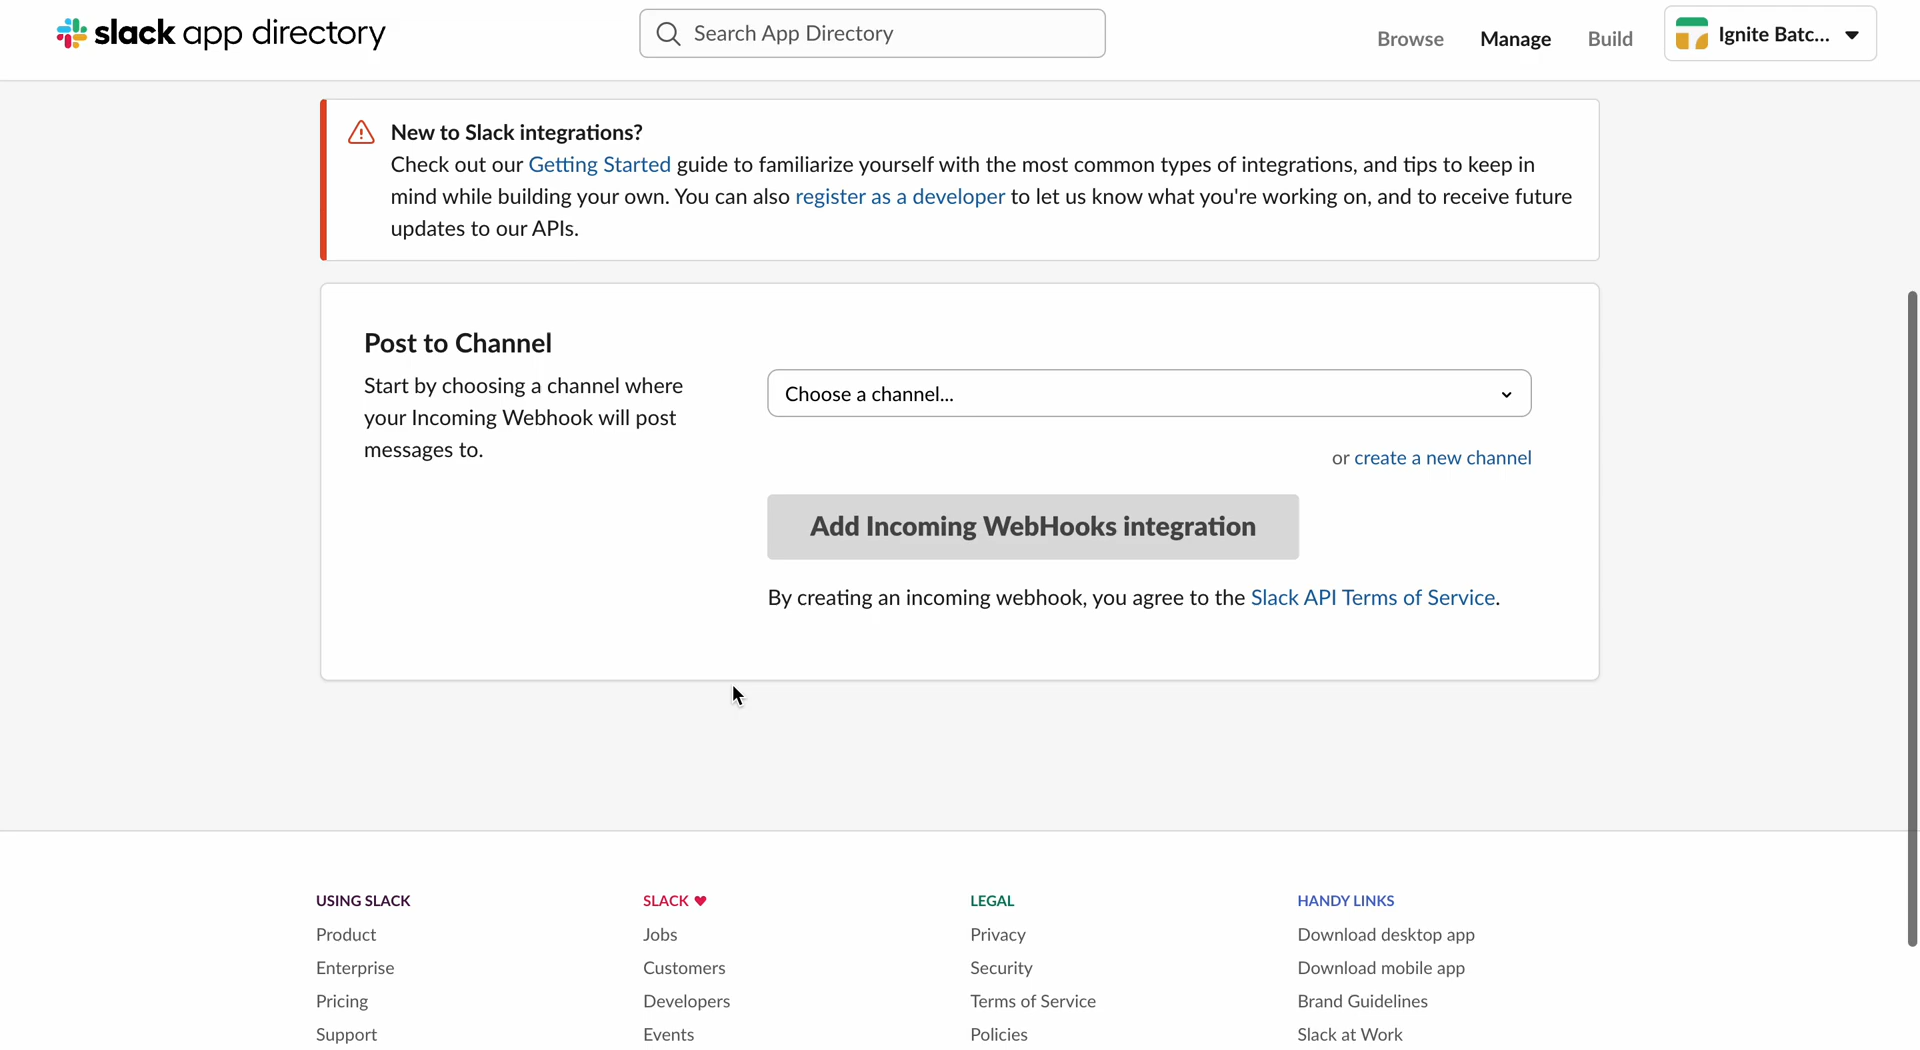 slack app directory
Search App Directory
Browse
Manage
Build
Ignite Batc...
New to Slack integrations?
Check out our Getting Started guide to familiarize yourself with the most common types of integrations, and tips to keep in
mind while building your own. You can also register as a developer to let us know what you're working on, and to receive future
updates to our APIs.
Post to Channel
Start by choosing a channel where
your Incoming Webhook will post
messages to.
Choose a channel...
or create a new channel
Add Incoming WebHooks integration
By creating an incoming webhook, you agree to the Slack API Terms of Service.
USING SLACK
Product
Enterprise
Pricing
Support
SLACK ♥
Jobs
Customers
Developers
Events
LEGAL
Privacy
Security
Terms of Service
Policies
HANDY LINKS
Download desktop app
Download mobile app
Brand Guidelines
Slack at Work